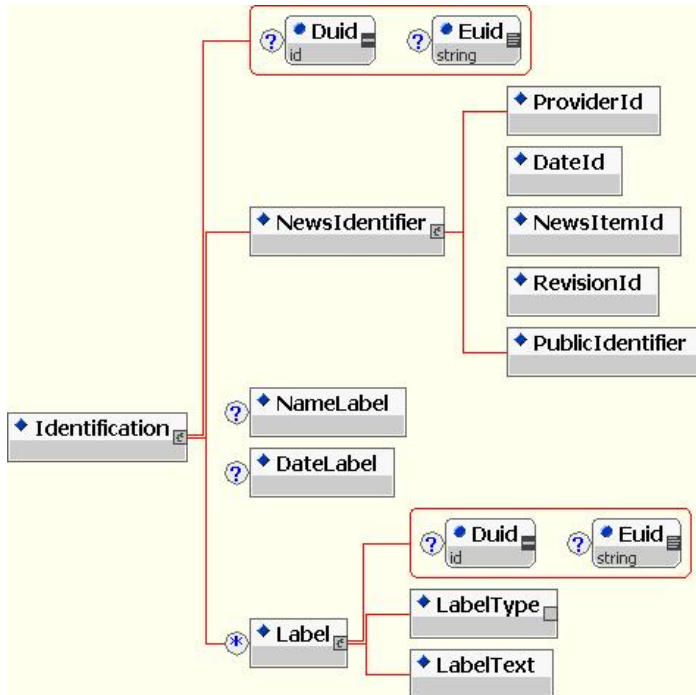 ? Duid ? Euid
id string
ProviderId
DateId
NewsIdentifier
NewsItemId
RevisionId
PublicIdentifier
? NameLabel
Identification
? DateLabel
? Duid ? Euid
id string
LabelType
* Label
LabelText